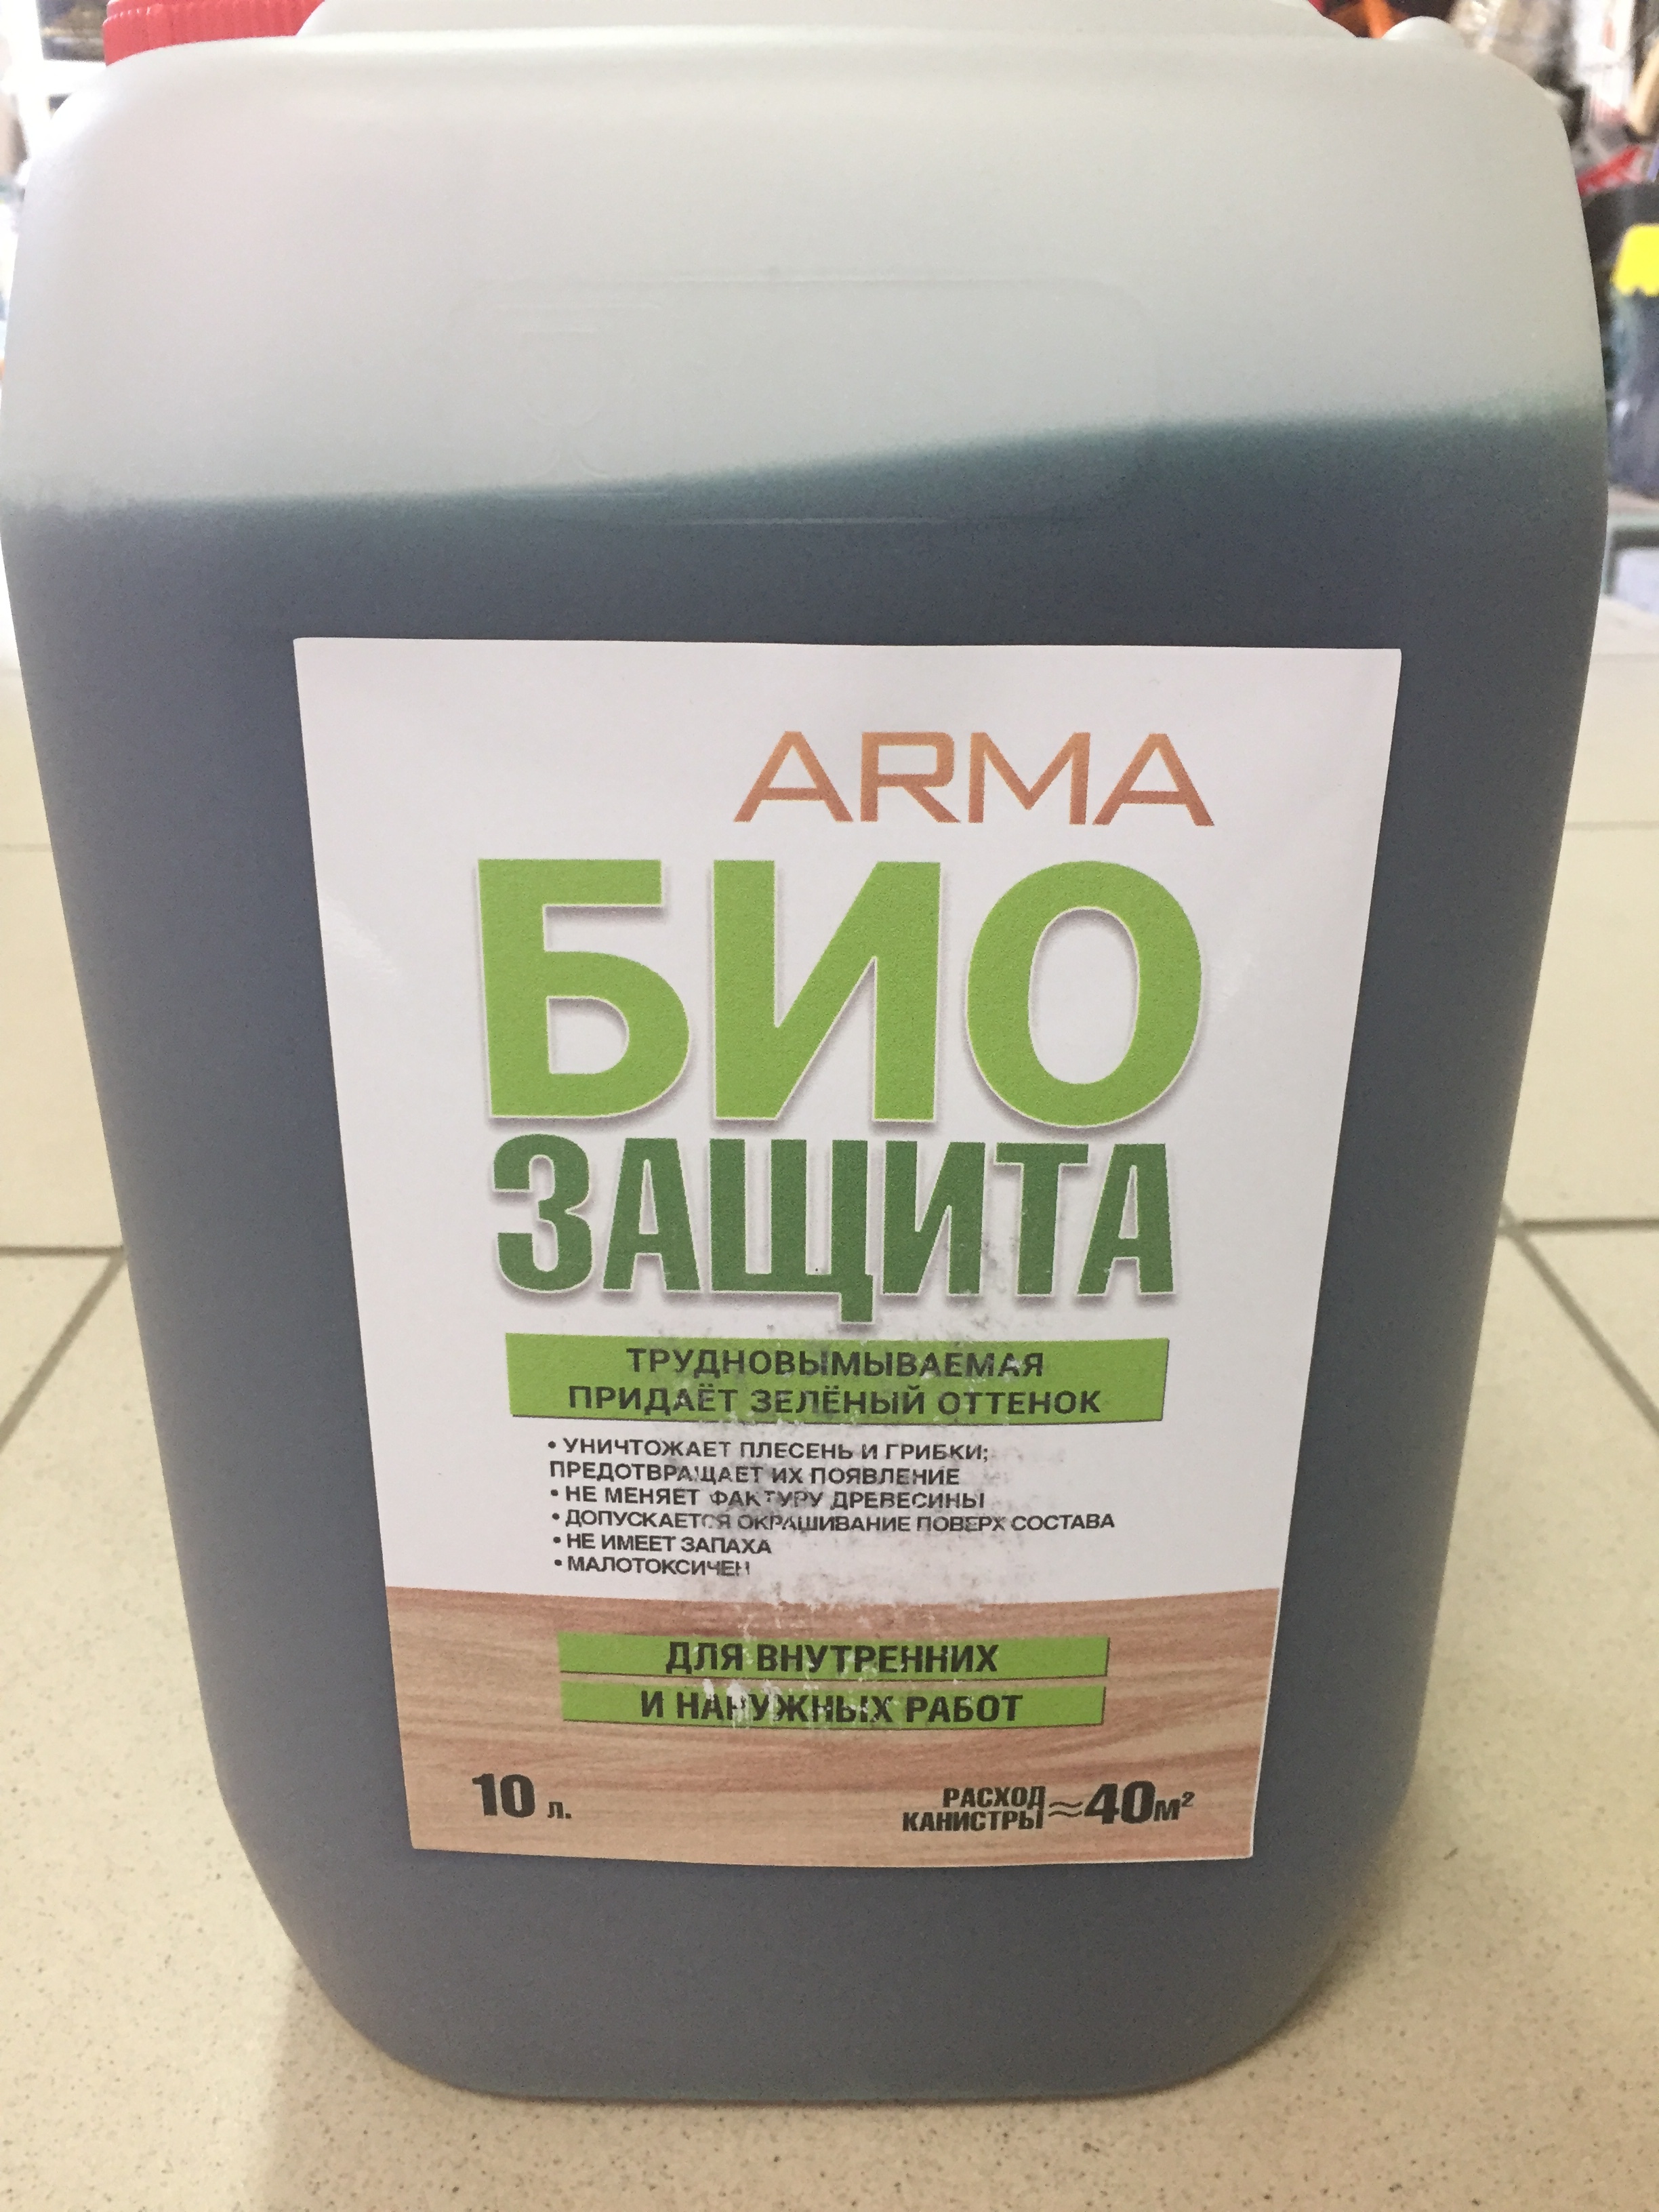 ARMA
БИО
ЗАЩИТА
ТРУДНОВЫМЫВАЕМАЯ
ПРИДАЁТ ЗЕЛЁНЫЙ ОТТЕНОК
• УНИЧТОЖАЕТ ПЛЕСЕНЬ И ГРИБКИ;
ПРЕДОТВРАЩАЕТ ИХ ПОЯВЛЕНИЕ
• НЕ МЕНЯЕТ ФАКТУРУ ДРЕВЕСИНЫ
• ДОПУСКАЕТСЯ ОКРАШИВАНИЕ ПОВЕРХ СОСТАВА
• НЕ ИМЕЕТ ЗАПАХА
• МАЛОТОКСИЧЕН
ДЛЯ ВНУТРЕННИХ
И НАРУЖНЫХ РАБОТ
10 л.
РАСХОД
КАНИСТРЫ ≈40м²